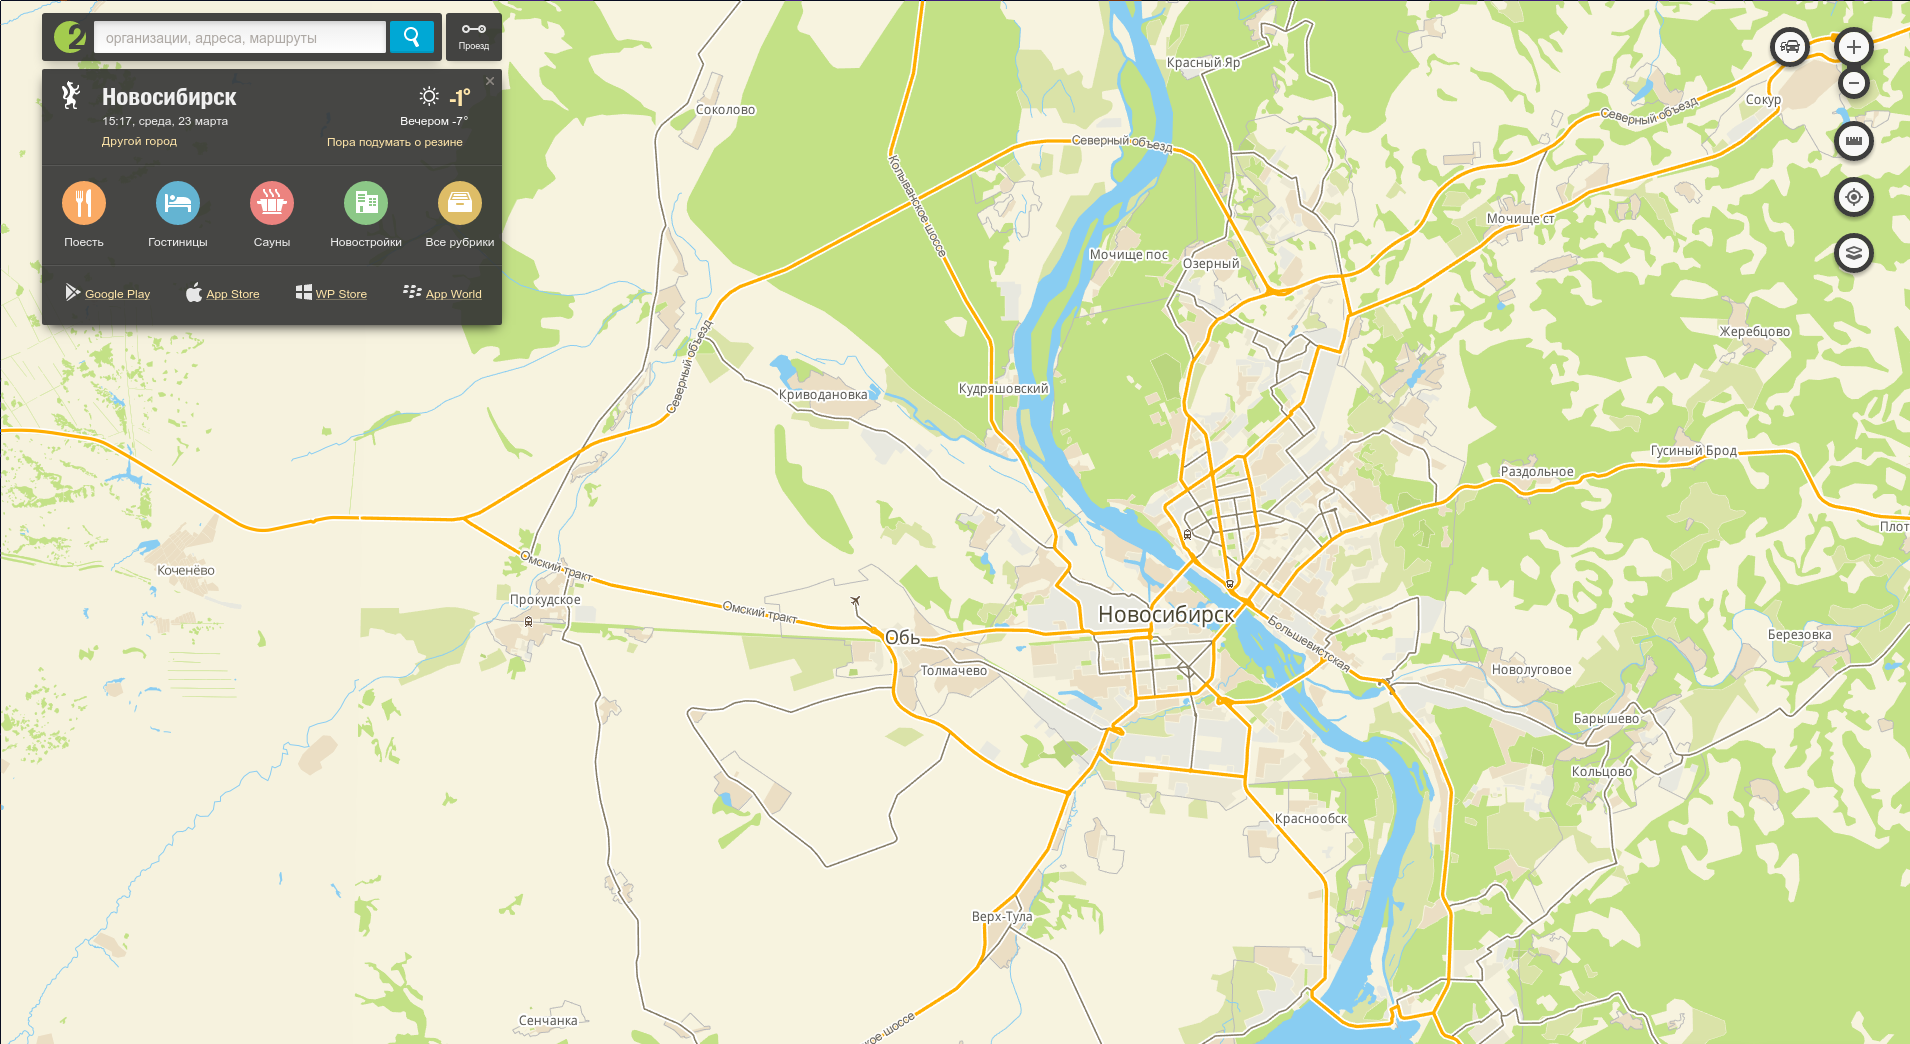 организации, адреса, маршруты
Проезд
Новосибирск
-1°
15:17, среда, 23 марта
Вечером -7°
Другой город
Пора подумать о резине
Поесть
Гостиницы
Сауны
Новостройки
Все рубрики
Google Play
App Store
WP Store
App World
Красный Яр
Соколово
Сокур
Северный объезд
Северный объезд
Колыванское шоссе
Мочище ст
Мочище пос
Озерный
Северный объезд
Жеребцово
Криводановка
Кудряшовский
Гусиный Брод
Раздольное
Плот
Коченёво
Омский тракт
Прокудское
Омский тракт
Новосибирск
Обь
Большевистская
Березовка
Толмачево
Новолуговое
Барышево
Кольцово
Краснообск
Верх-Тула
Сенчанка
кое шоссе